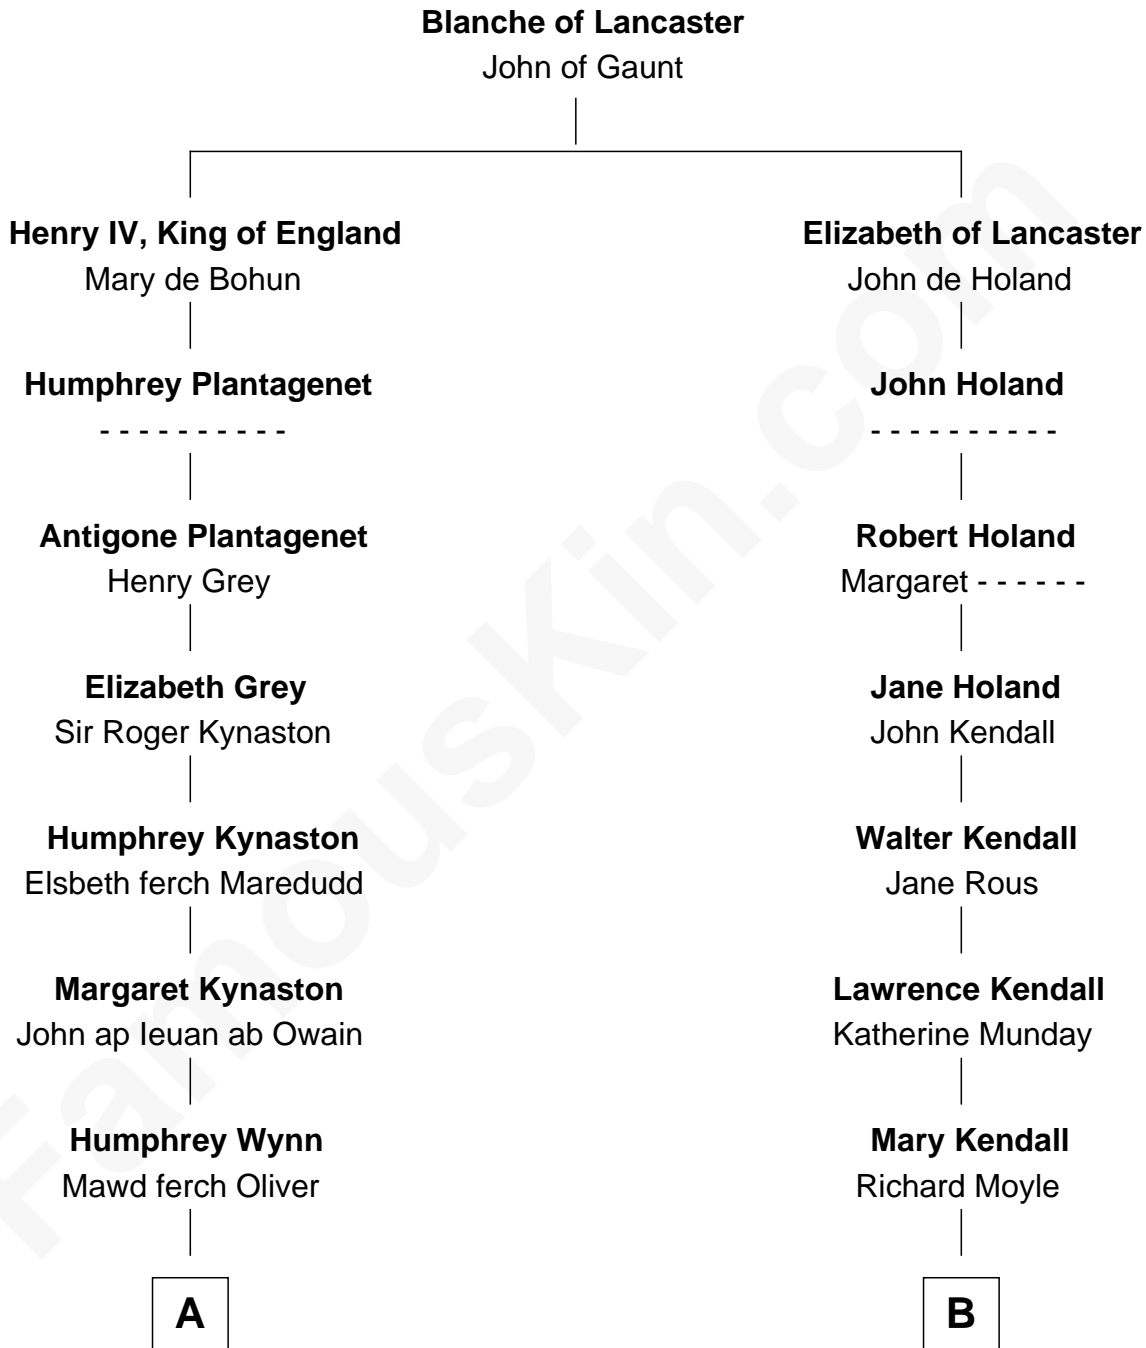 Blanche of Lancaster
John of Gaunt
Henry IV, King of England
Mary de Bohun
Elizabeth of Lancaster
John de Holand
Humphrey Plantagenet
- - - - - - - - - -
John Holand
- - - - - - - - - -
Antigone Plantagenet
Henry Grey
Robert Holand
Margaret - - - - - -
Elizabeth Grey
Sir Roger Kynaston
Jane Holand
John Kendall
Humphrey Kynaston
Elsbeth ferch Maredudd
Walter Kendall
Jane Rous
Margaret Kynaston
John ap Ieuan ab Owain
Lawrence Kendall
Katherine Munday
Humphrey Wynn
Mawd ferch Oliver
Mary Kendall
Richard Moyle
A
B
FamousKin.com